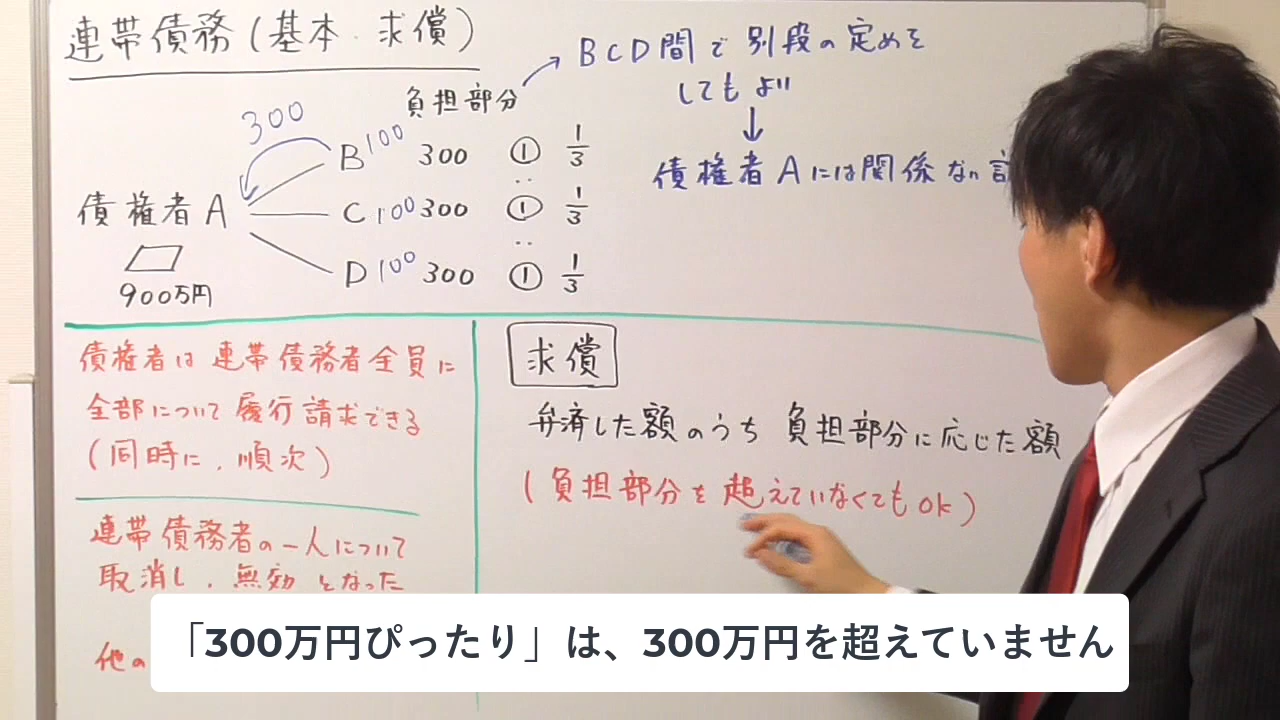 連帯債務(基本・求償)
負担部分
BCD間で別段の定めを
してもよい
↓
債権者Aには関係ない
300
債権者A
900万円
B 100 300 ① 1/3
:
C 100 300 ① 1/3
:
D 100 300 ① 1/3
債権者は連帯債務者全員に
全部について履行請求できる
(同時に、順次)
連帯債務者の一人について
取消し、無効となった
他の
求償
弁済した額のうち負担部分に応じた額
(負担部分を超えていなくてもOK)
「300万円ぴったり」は、300万円を超えていません